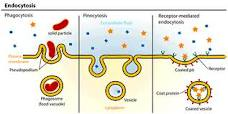 Endocytosis
Phagocytosis
Pinocytosis
Receptor-mediated
endocytosis
solid particle
Extracellular fluid
Plasma
membrane
Pseudopodium
Coated pit
Receptor
Phagosome
(food vacuole)
Vesicle
Cytoplasm
Coat protein
Coated vesicle